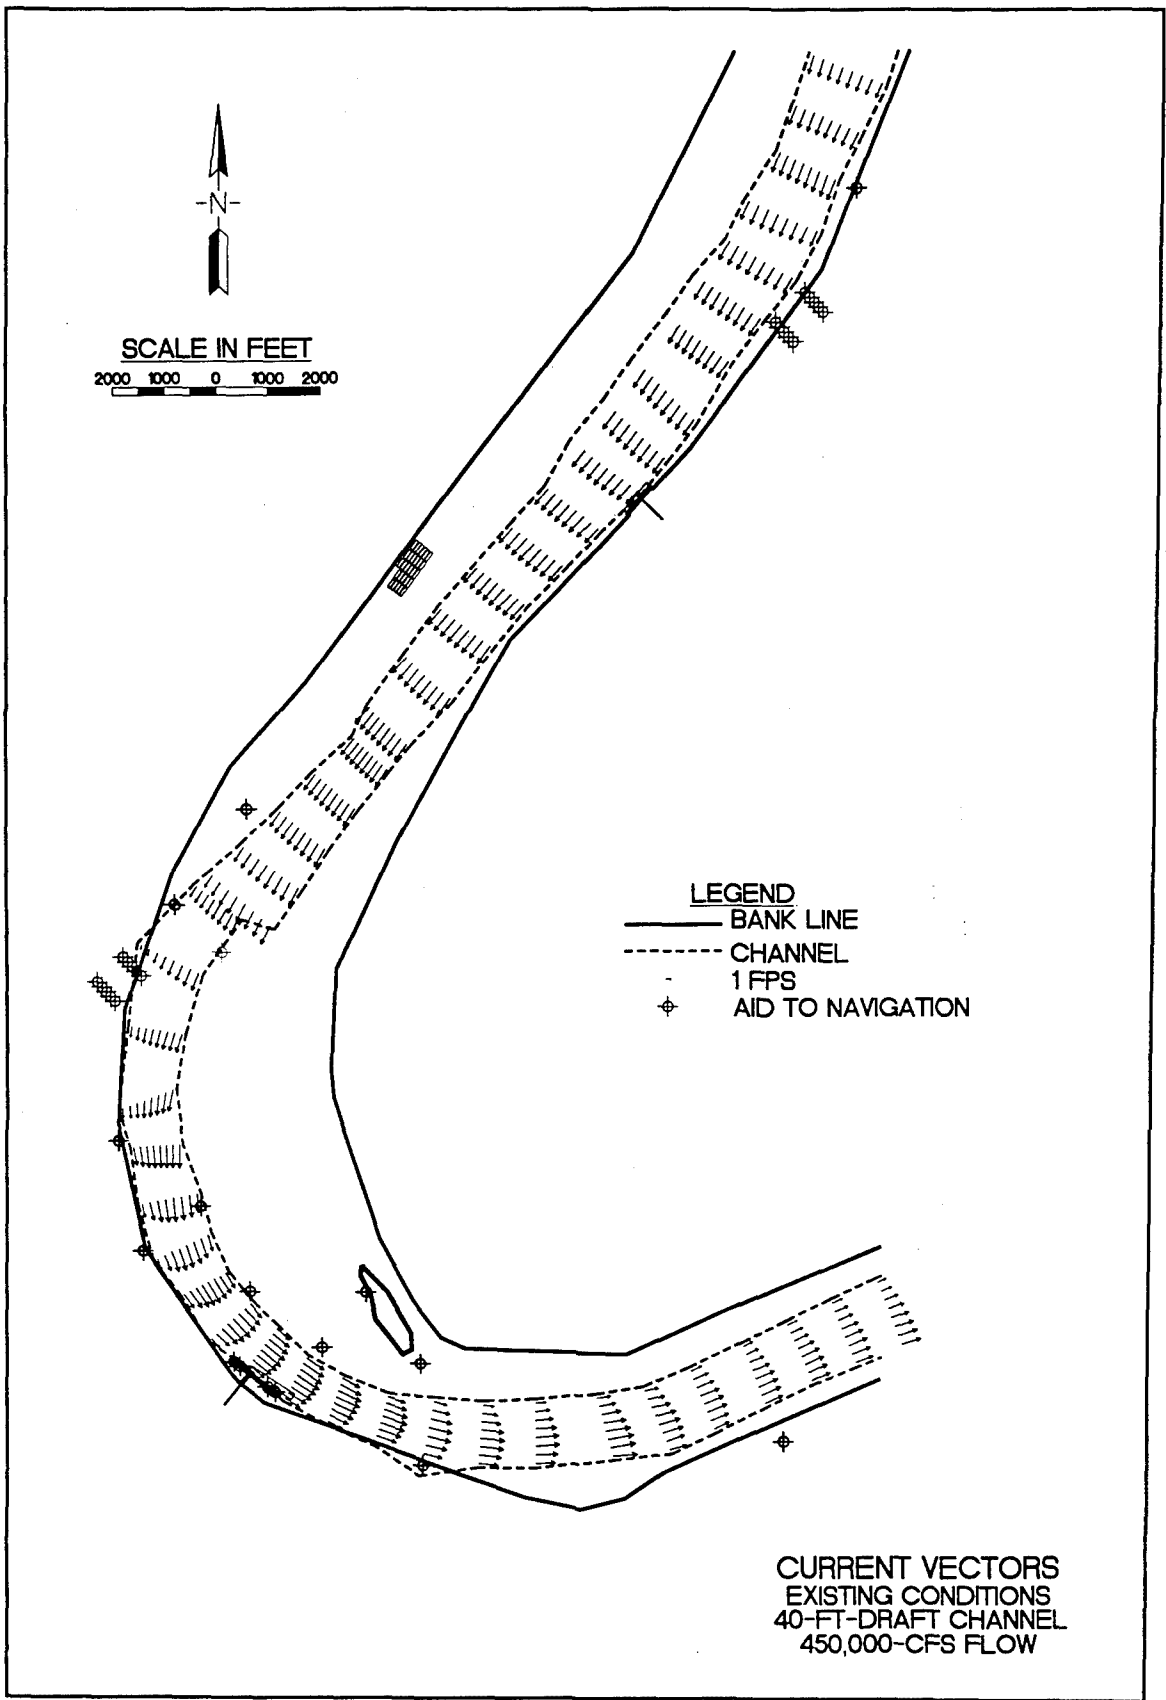 -N-
SCALE IN FEET
2000 1000 0 1000 2000
LEGEND
BANK LINE
CHANNEL
1 FPS
AID TO NAVIGATION
CURRENT VECTORS
EXISTING CONDITIONS
40-FT-DRAFT CHANNEL
450,000-CFS FLOW